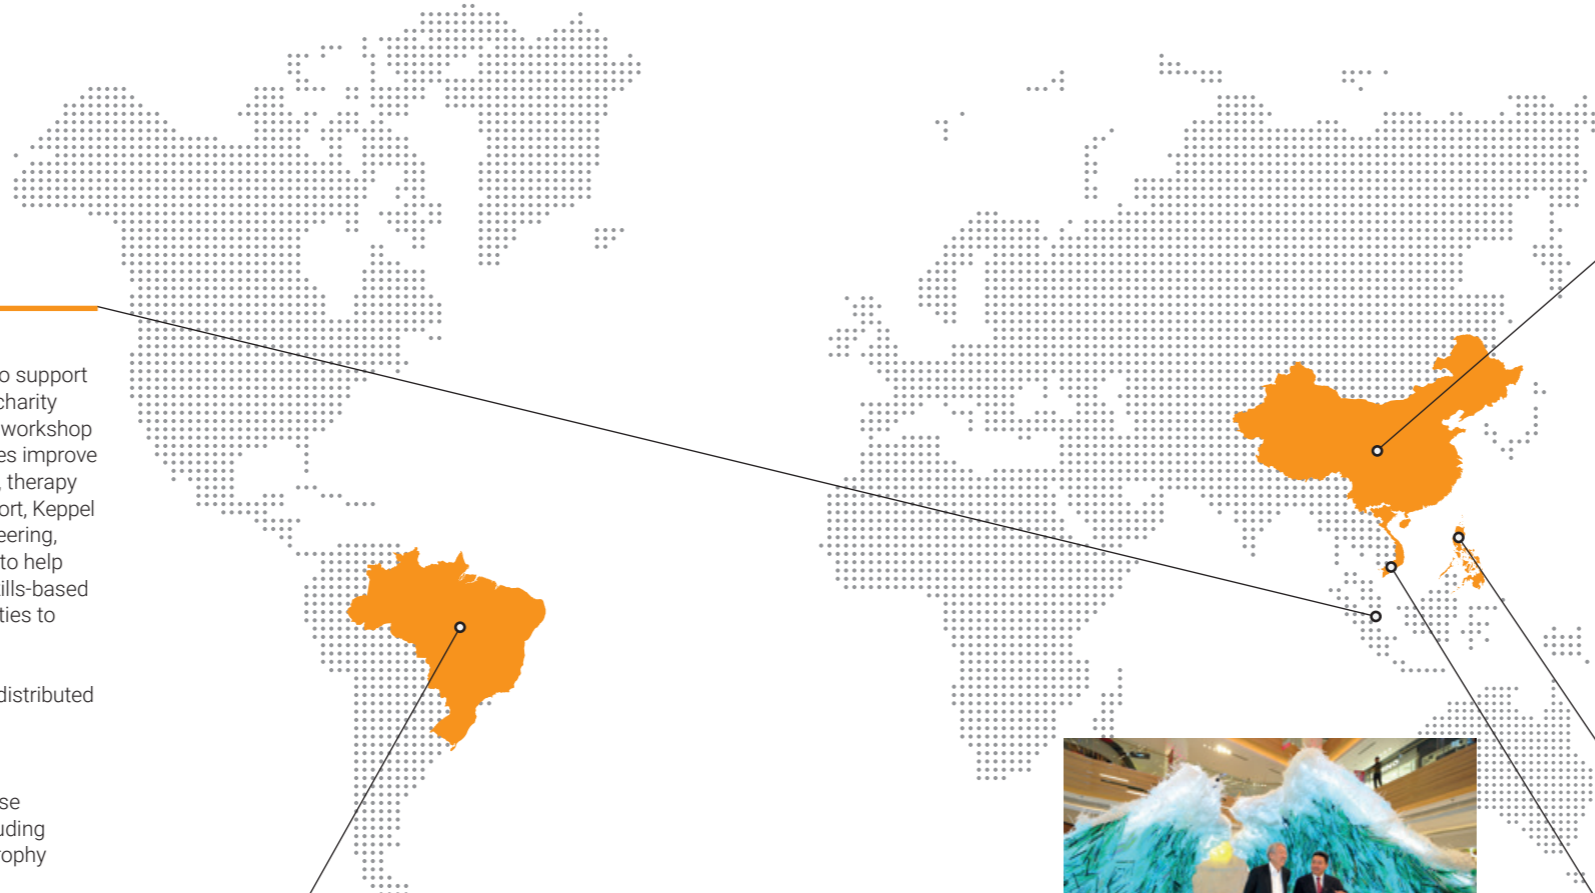 o support
charity
workshop
es improve
, therapy
ort, Keppel
eering,
to help
ills-based
ties to
distributed
se
uding
rophy